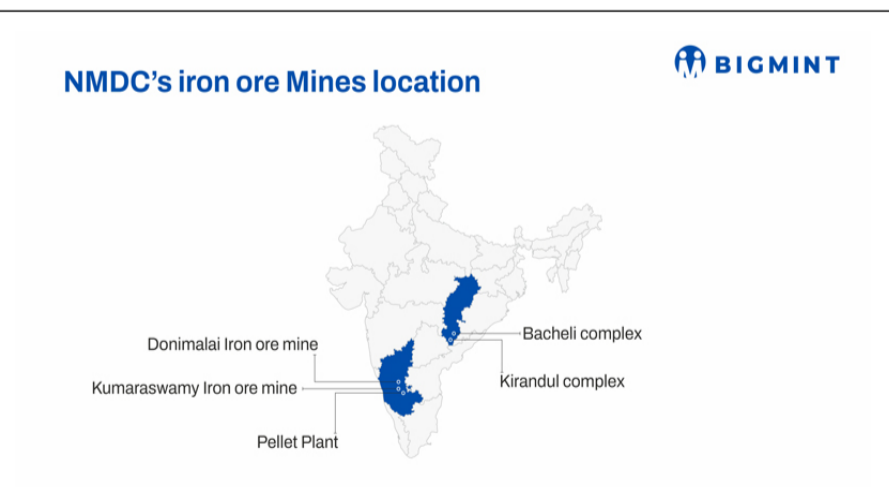 NMDC's iron ore Mines location
BIGMINT
Donimalai Iron ore mine
Bacheli complex
Kumaraswamy Iron ore mine
Kirandul complex
Pellet Plant